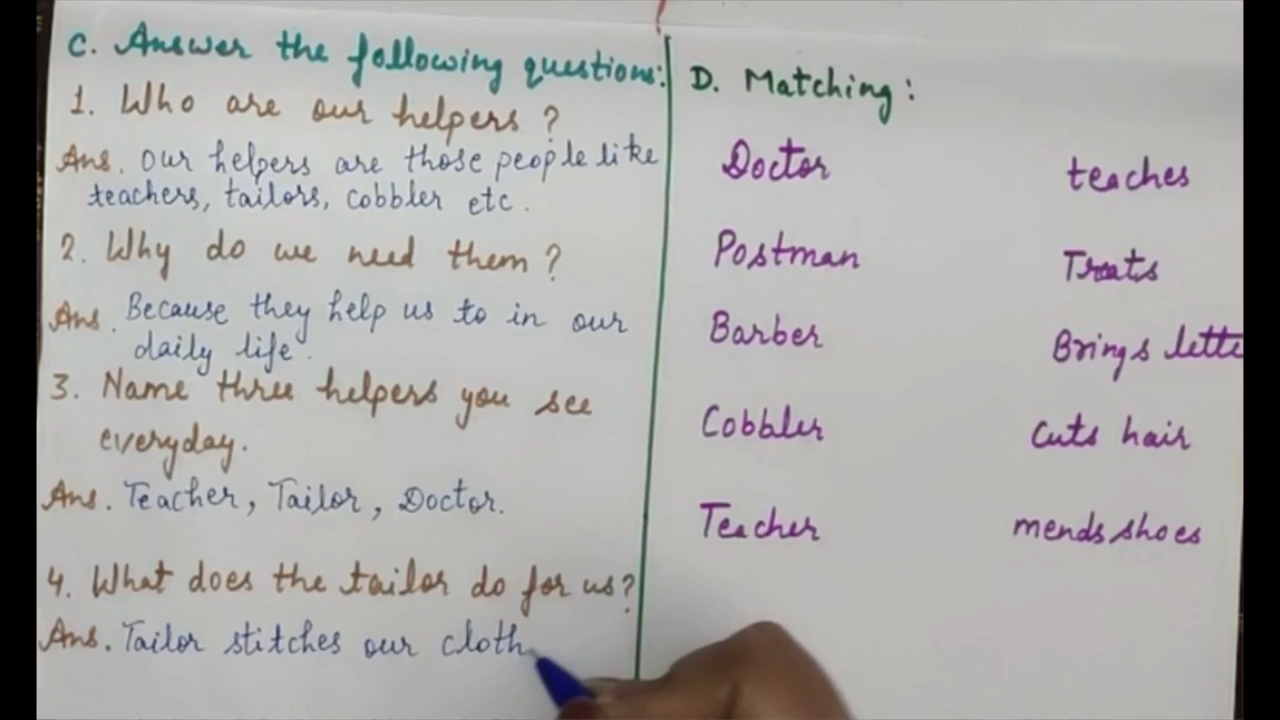 C. Answer the following questions:
1. Who are our helpers ?
Ans. Our helpers are those people like
teachers, tailors, cobbler etc.
2. Why do we need them ?
Ans. Because they help us to in our
daily life.
3. Name three helpers you see
everyday.
Ans. Teacher, Tailor, Doctor.
4. What does the tailor do for us?
Ans. Tailor stitches our cloth
D. Matching :
Doctor teaches
Postman Treats
Barber Brings lette
Cobbler Cuts hair
Teacher mends shoes